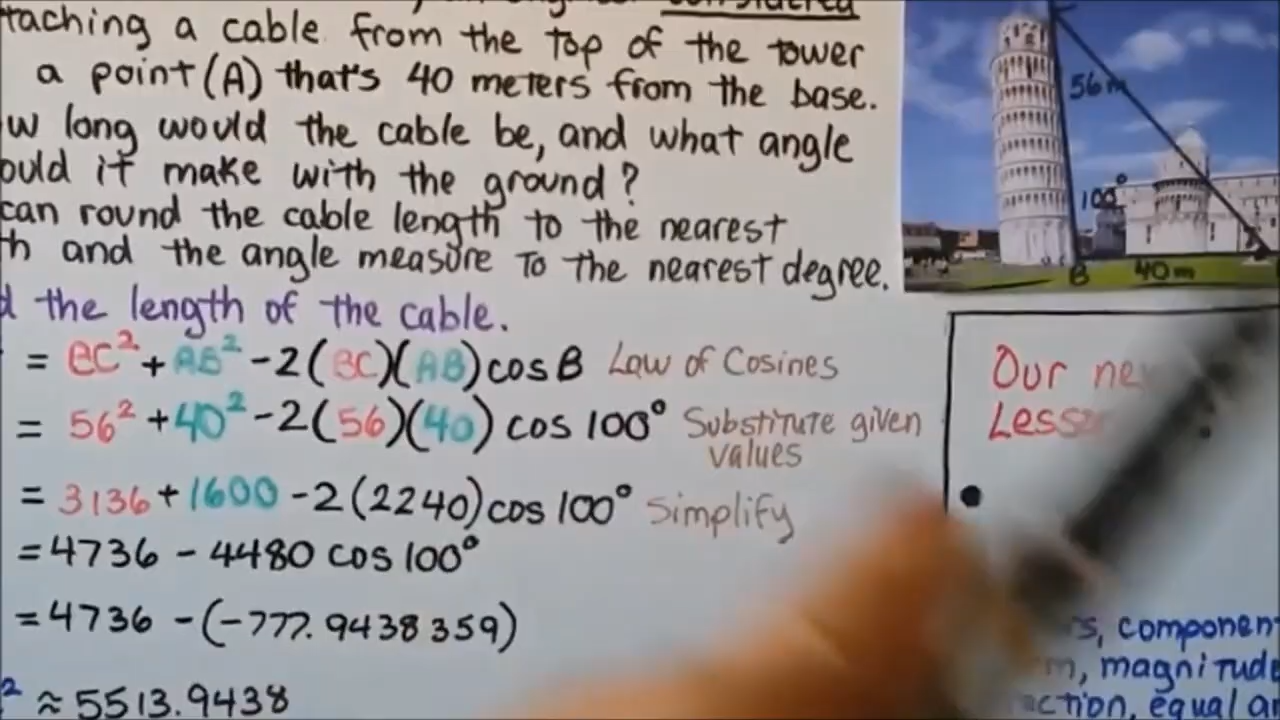 taching a cable from the top of the tower
a point (A) that's 40 meters from the base.
w long would the cable be, and what angle
ould it make with the ground?
can round the cable length to the nearest
th and the angle measure to the nearest degree.
d the length of the cable.
= BC² + AB² - 2(BC)(AB) cos B Law of Cosines
= 56² + 40² - 2(56)(40) cos 100° Substitute given
values
= 3136 + 1600 - 2(2240) cos 100° Simplify
= 4736 - 4480 cos 100°
= 4736 - (-777.9438359)
² ≈ 5513.9438
56m
100°
B 40m
Our
component
magnitude
equal